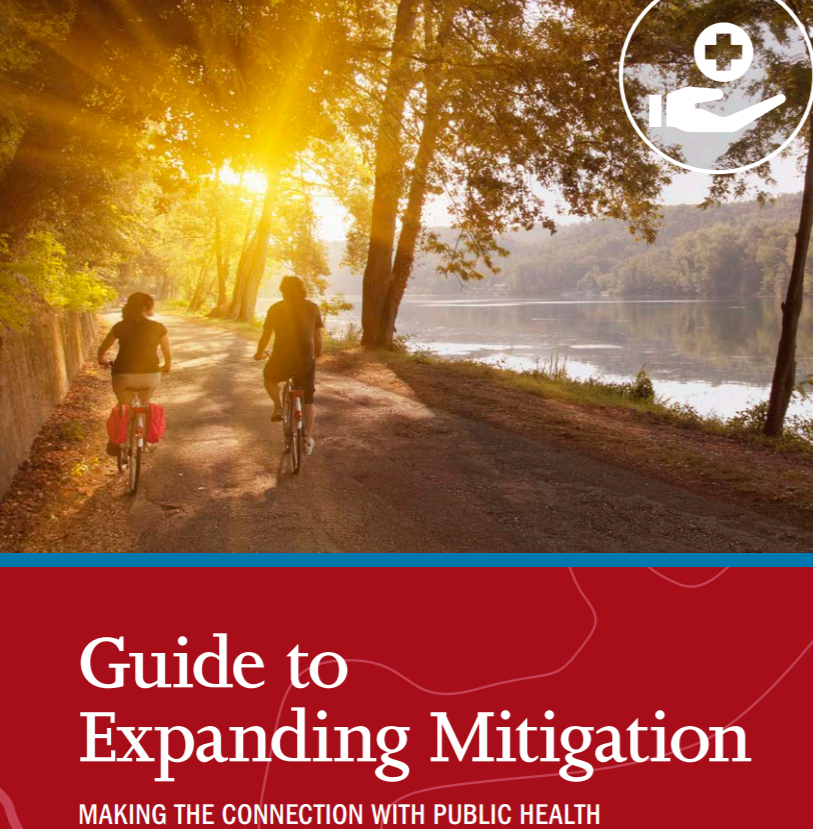 Guide to
Expanding Mitigation
MAKING THE CONNECTION WITH PUBLIC HEALTH